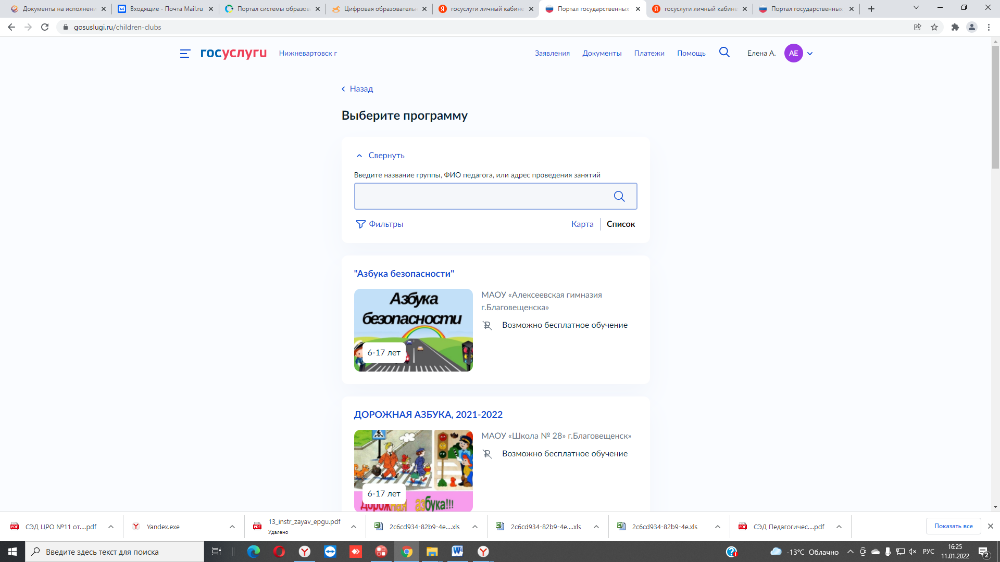 Документы на исполнени
Входящие - Почта Mail.ru
Портал системы образова
Цифровая образовательн
госуслуги личный кабине
Портал государственных
госуслуги личный кабине
Портал государственных
gosuslugi.ru/children-clubs
госуслуги
Нижневартовск г
Заявления
Документы
Платежи
Помощь
Елена А.
АЕ
Назад
Выберите программу
Свернуть
Введите название группы, ФИО педагога, или адрес проведения занятий
Фильтры
Карта
Список
"Азбука безопасности"
Азбука
безопасности
6-17 лет
МАОУ «Алексеевская гимназия
г.Благовещенска»
Возможно бесплатное обучение
ДОРОЖНАЯ АЗБУКА, 2021-2022
6-17 лет
Дорожная азбука!!!
МАОУ «Школа № 28» г.Благовещенск»
Возможно бесплатное обучение
СЭД ЦРО №11 от....pdf
Yandex.exe
13_instr_zayav_epgu.pdf
Удалено
2c6cd934-82b9-4e....xls
2c6cd934-82b9-4e....xls
2c6cd934-82b9-4e.xls
СЭД Педагогичес....pdf
Показать все
Введите здесь текст для поиска
-13°C Облачно
РУС
16:25
11.01.2022
2